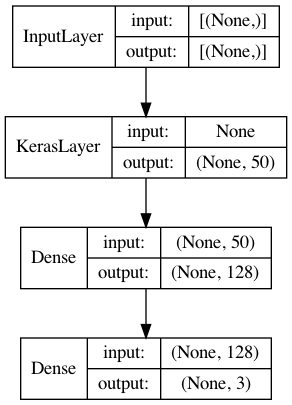 InputLayer input: [(None,)]
output: [(None,)]
KerasLayer input: None
output: (None, 50)
Dense input: (None, 50)
output: (None, 128)
Dense input: (None, 128)
output: (None, 3)